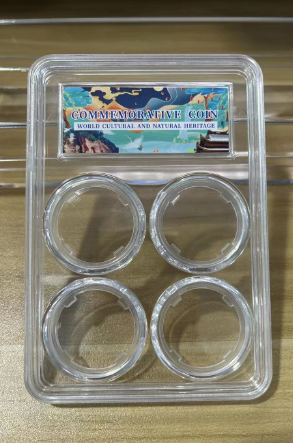 COMMEMORATIVE COIN
WORLD CULTURAL AND NATURAL HERITAGE